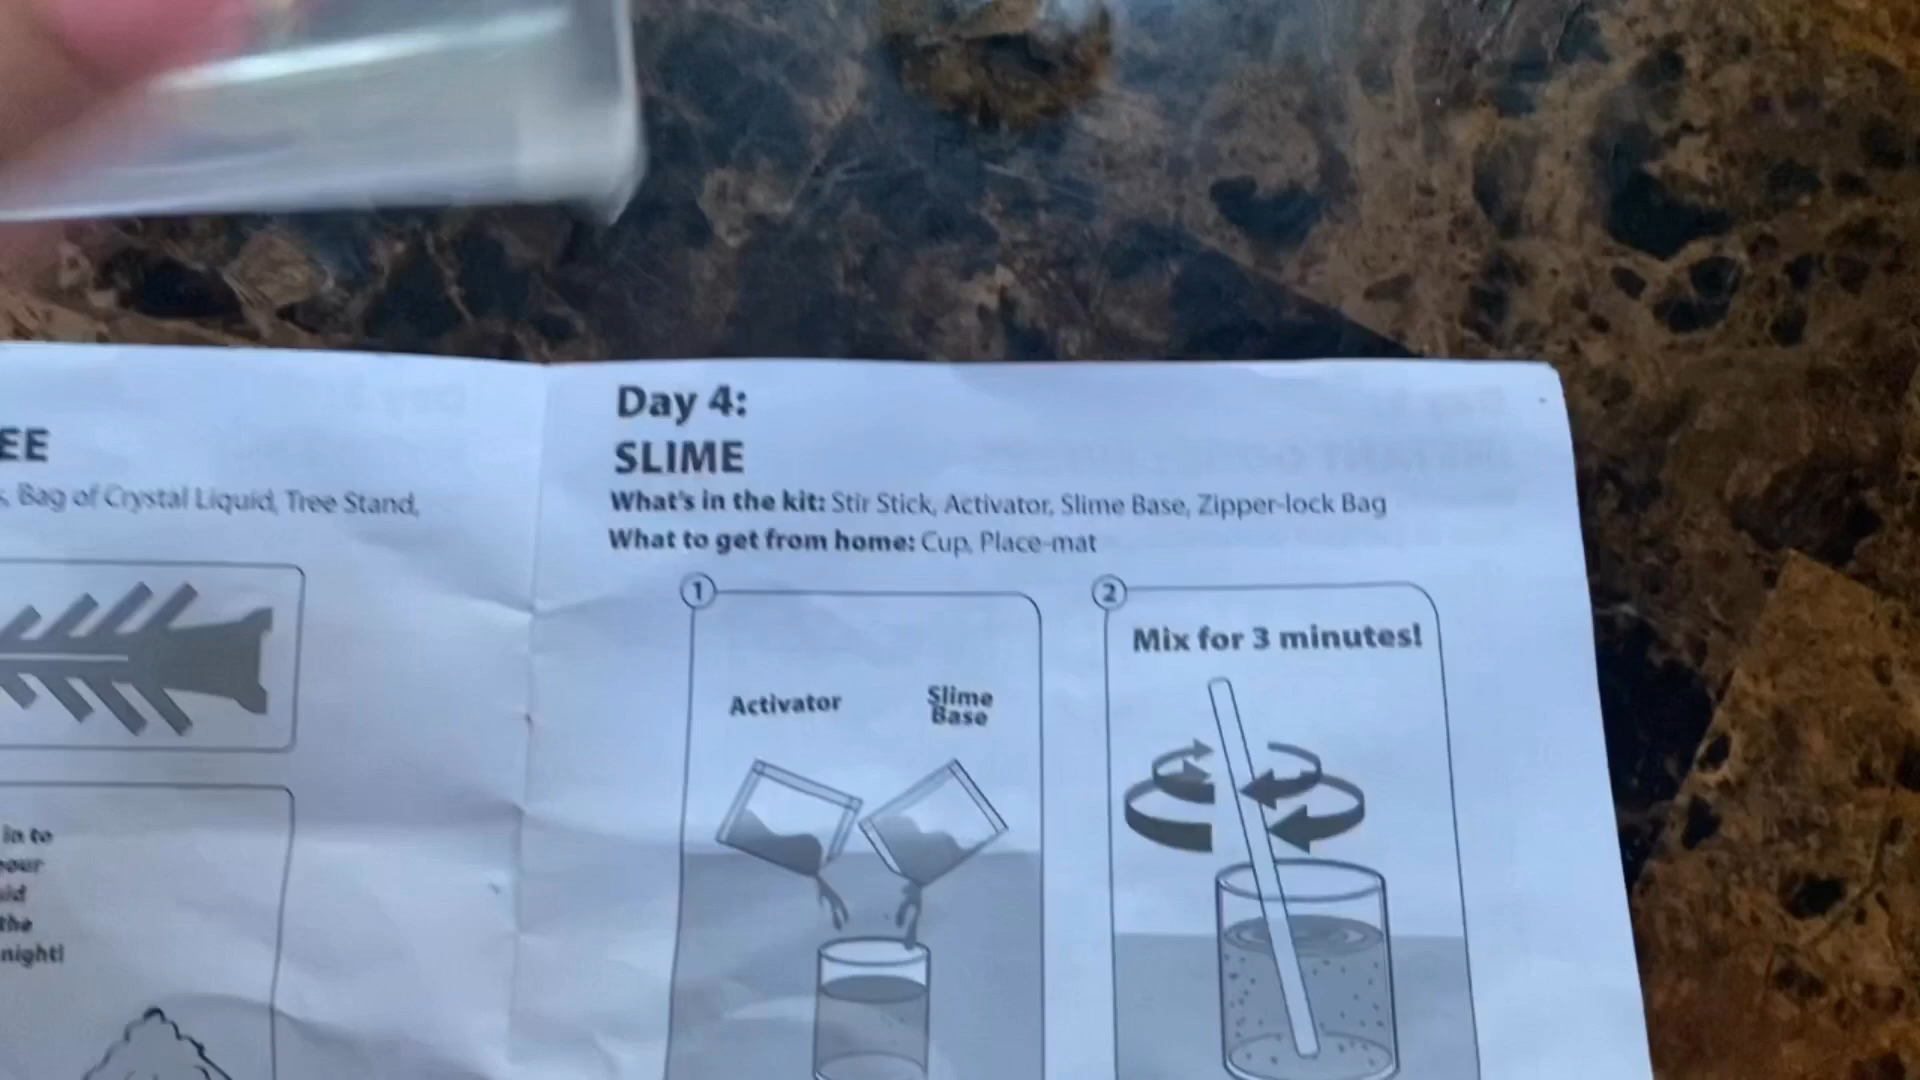 EE
Bag of Crystal Liquid, Tree Stand,
in to
the
night!
Day 4:
SLIME
What's in the kit: Stir Stick, Activator, Slime Base, Zipper-lock Bag
What to get from home: Cup, Place-mat
1
Activator
Slime
Base
2
Mix for 3 minutes!